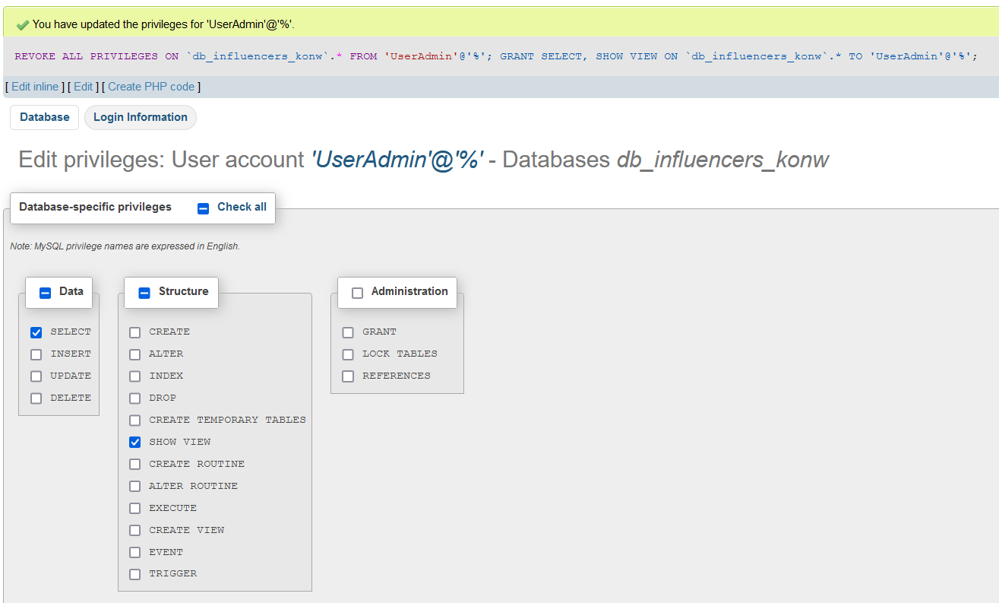 You have updated the privileges for 'UserAdmin'@'%'.
REVOKE ALL PRIVILEGES ON `db_influencers_konw`.* FROM 'UserAdmin'@'%'; GRANT SELECT, SHOW VIEW ON `db_influencers_konw`.* TO 'UserAdmin'@'%';
[ Edit inline ] [ Edit ] [ Create PHP code ]
Database Login Information
Edit privileges: User account 'UserAdmin'@'%' - Databases db_influencers_konw
Database-specific privileges Check all
Note: MySQL privilege names are expressed in English.
Data
SELECT
INSERT
UPDATE
DELETE
Structure
CREATE
ALTER
INDEX
DROP
CREATE TEMPORARY TABLES
SHOW VIEW
CREATE ROUTINE
ALTER ROUTINE
EXECUTE
CREATE VIEW
EVENT
TRIGGER
Administration
GRANT
LOCK TABLES
REFERENCES